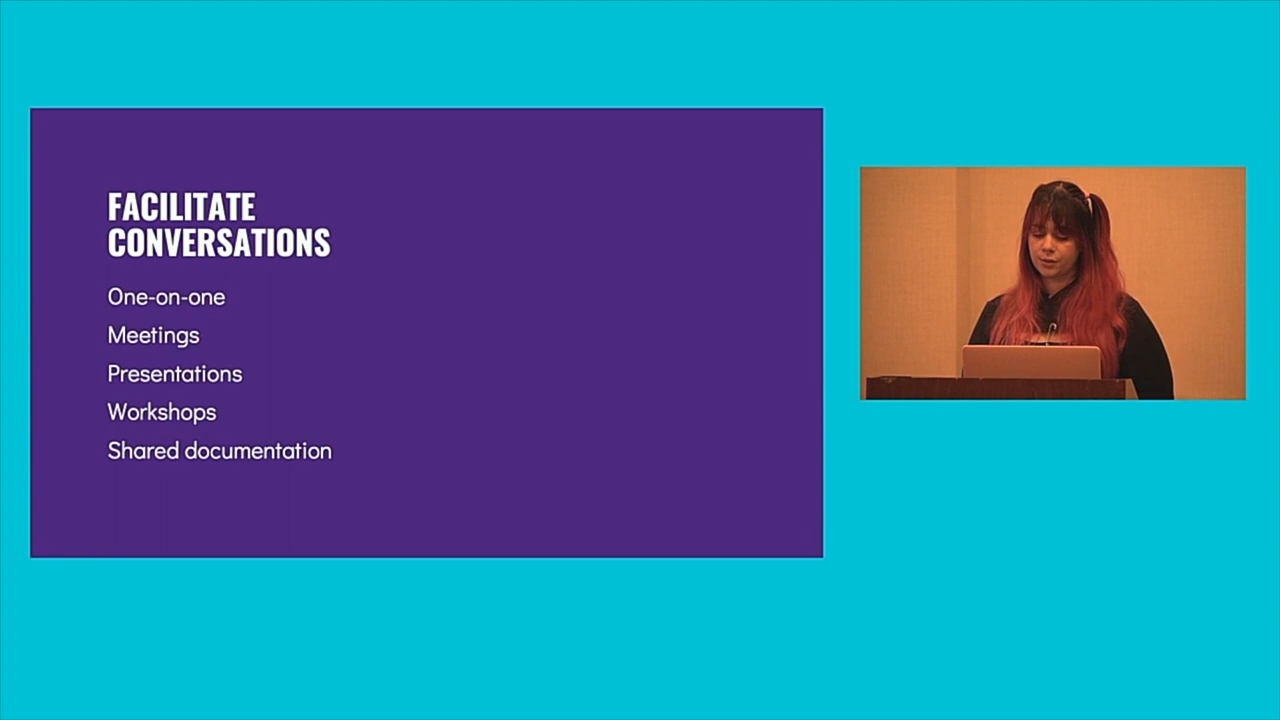 FACILITATE
CONVERSATIONS
One-on-one
Meetings
Presentations
Workshops
Shared documentation